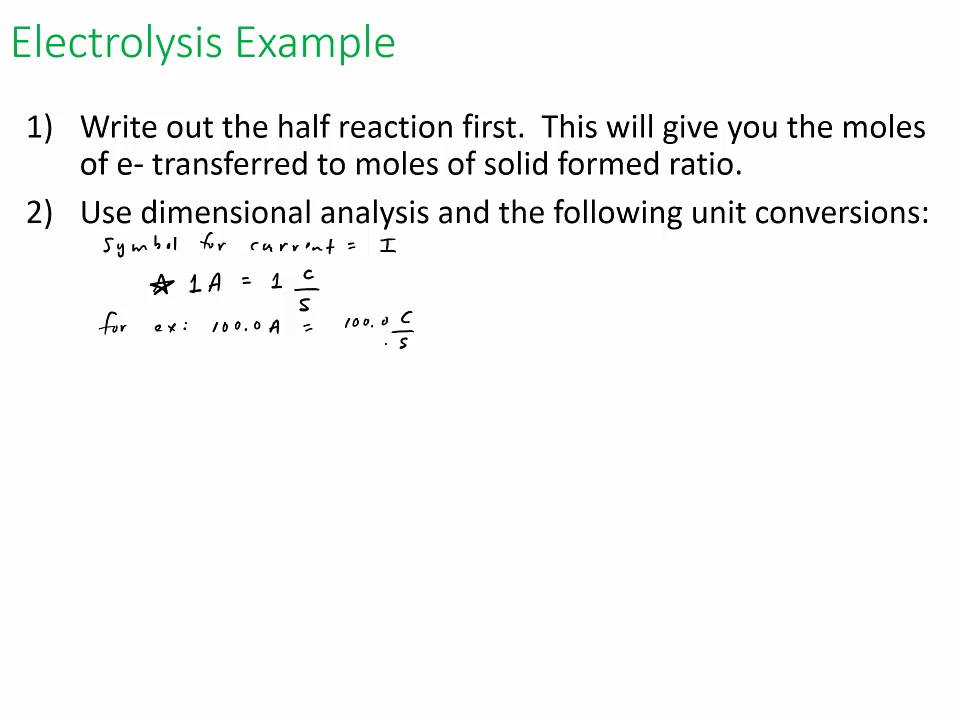 Electrolysis Example
1) Write out the half reaction first. This will give you the moles
of e- transferred to moles of solid formed ratio.
2) Use dimensional analysis and the following unit conversions:
Symbol for current = I
☆ 1 A = 1 C/s
for ex: 100.0 A = 100.0 C/s